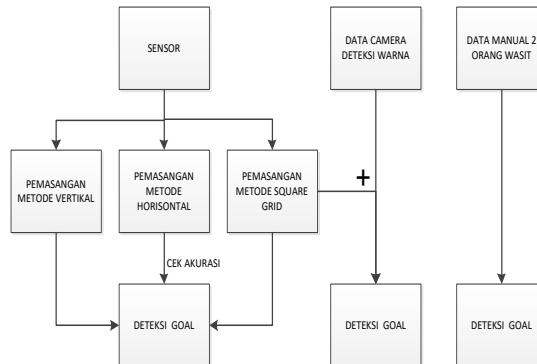 SENSOR
DATA CAMERA
DETEKSI WARNA
DATA MANUAL 2
ORANG WASIT
PEMASANGAN
METODE VERTIKAL
PEMASANGAN
METODE
HORISONTAL
PEMASANGAN
METODE SQUARE
GRID
+
CEK AKURASI
DETEKSI GOAL
DETEKSI GOAL
DETEKSI GOAL